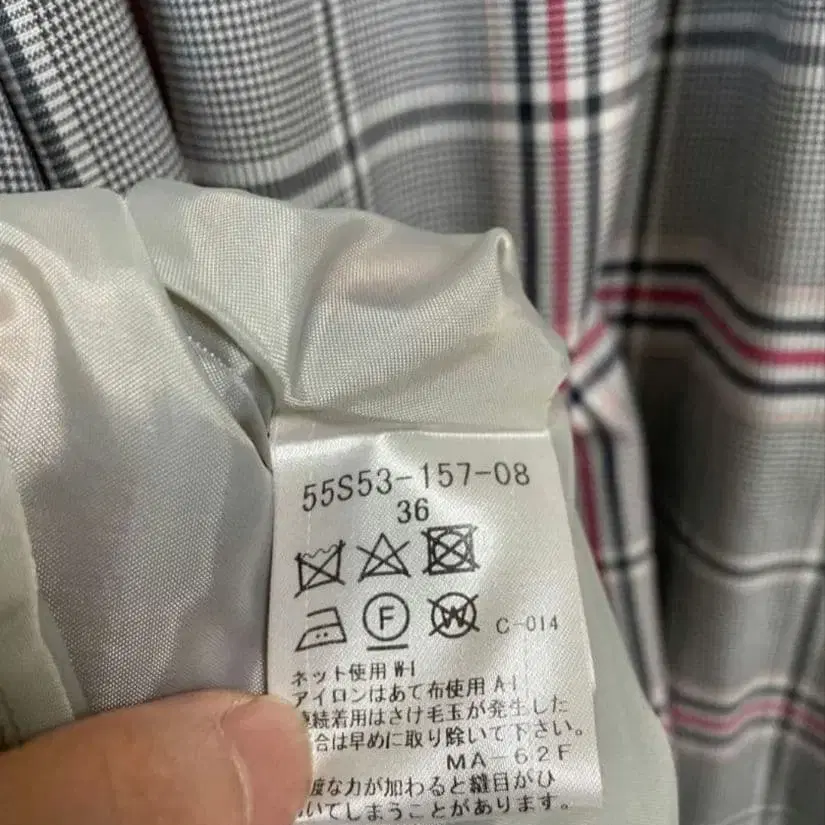 55S53-157-08
36
F W C-014
ネット使用 W-1
アイロンはあて布使用 A-1
続着用はさけ毛玉が発生した
合は早めに取り除いて下さい。
MA-62F
度な力が加わると縫目がひ
いてしまうことがあります。